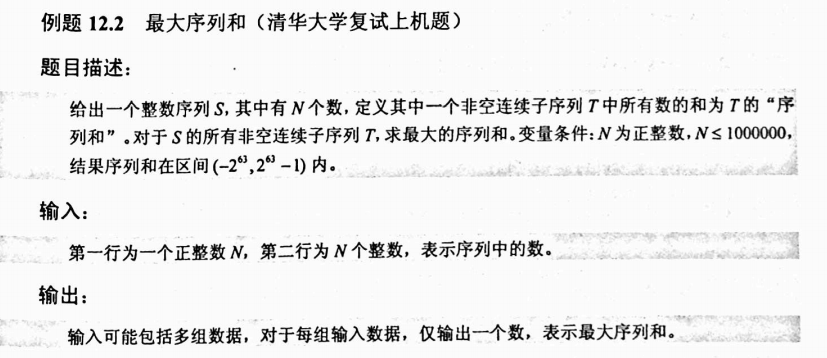 例题 12.2 最大序列和（清华大学复试上机题）
题目描述：
给出一个整数序列 S, 其中有 N 个数, 定义其中一个非空连续子序列 T 中所有数的和为 T 的“序
列和”。对于 S 的所有非空连续子序列 T, 求最大的序列和。变量条件：N 为正整数, N ≤ 1000000,
结果序列和在区间 (−2⁶³, 2⁶³ − 1) 内。
输入：
第一行为一个正整数 N, 第二行为 N 个整数，表示序列中的数。
输出：
输入可能包括多组数据，对于每组输入数据，仅输出一个数，表示最大序列和。